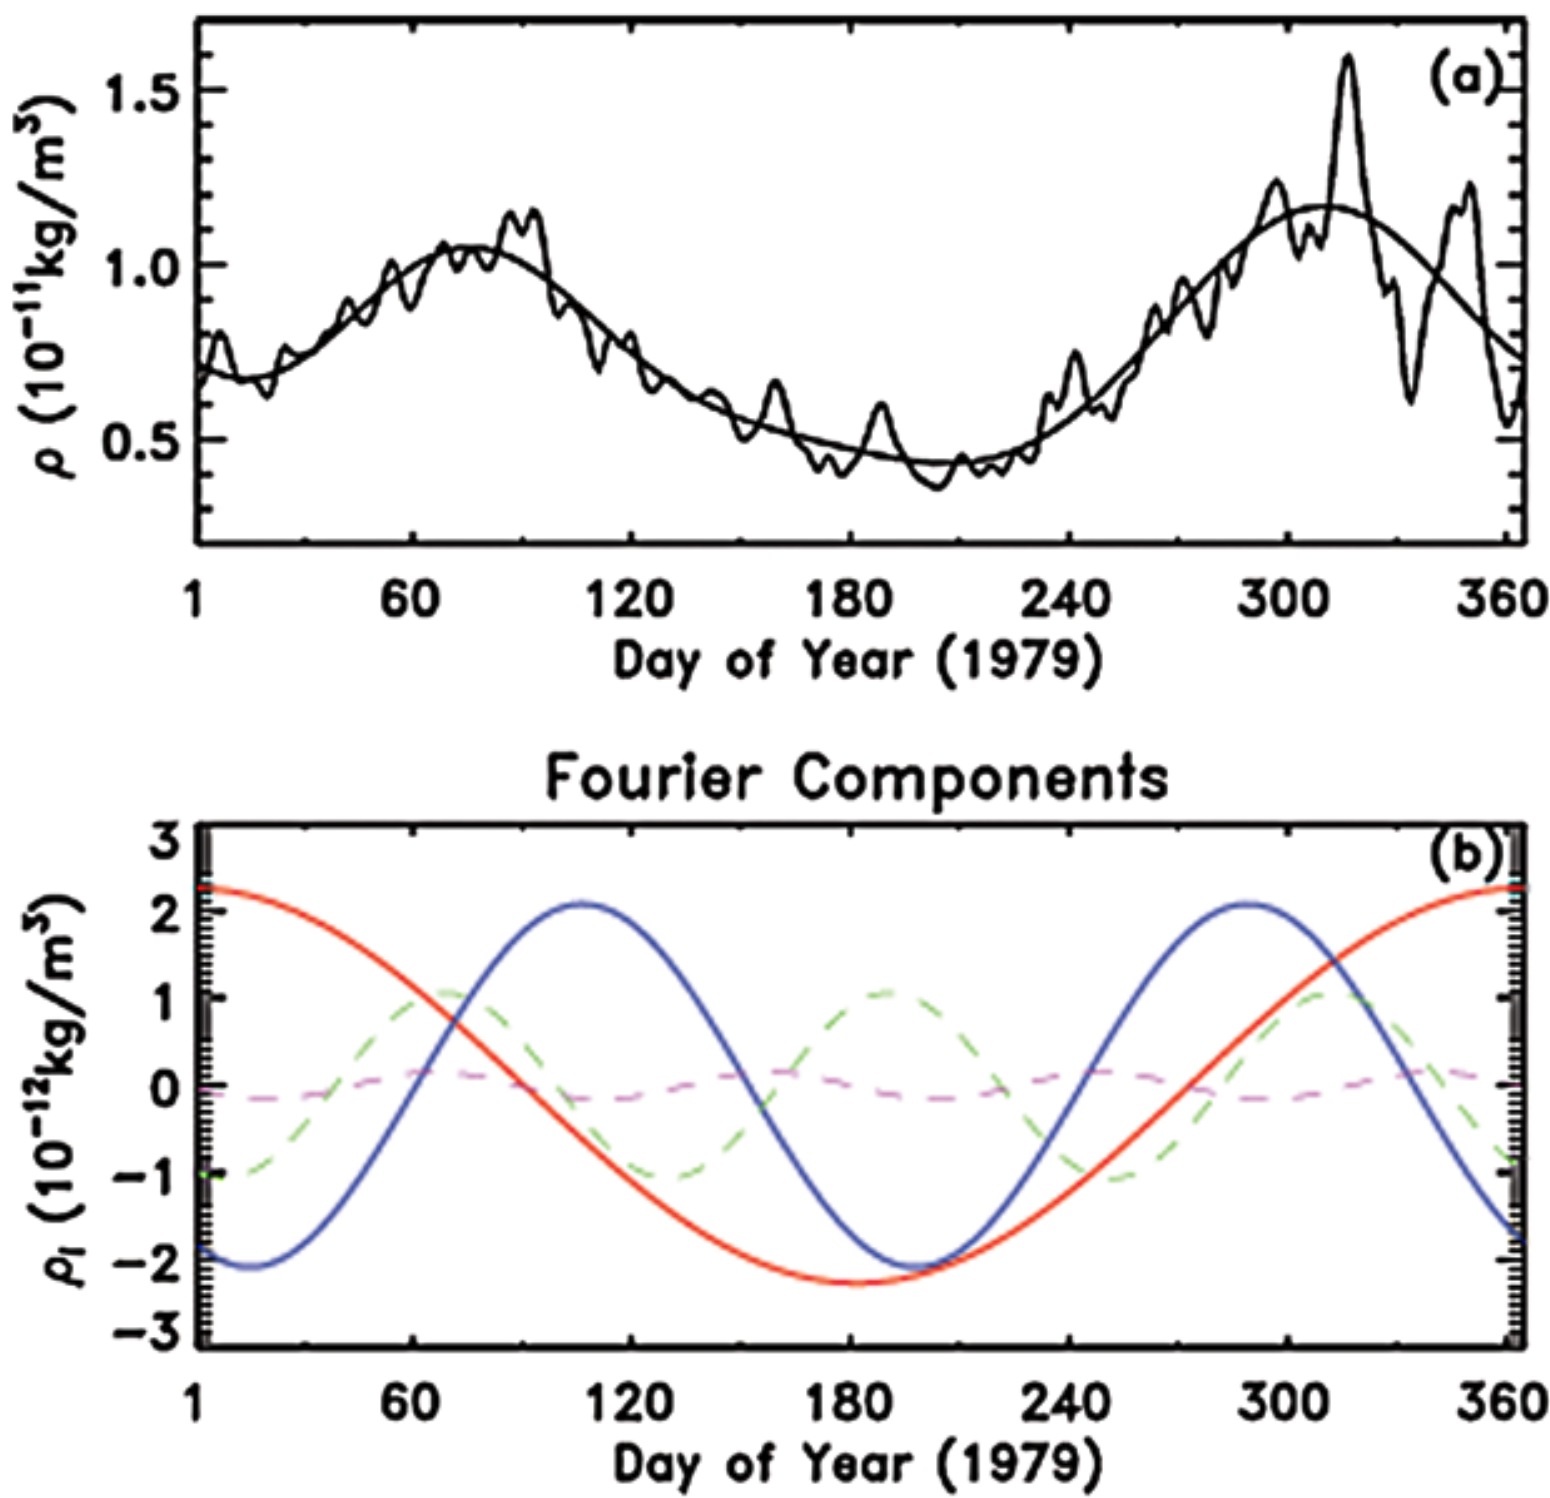 (a)
1.5
1.0
0.5
ρ (10⁻¹¹kg/m³)
1 60 120 180 240 300 360
Day of Year (1979)
Fourier Components
(b)
3
2
1
0
−1
−2
−3
ρₗ (10⁻¹²kg/m³)
1 60 120 180 240 300 360
Day of Year (1979)